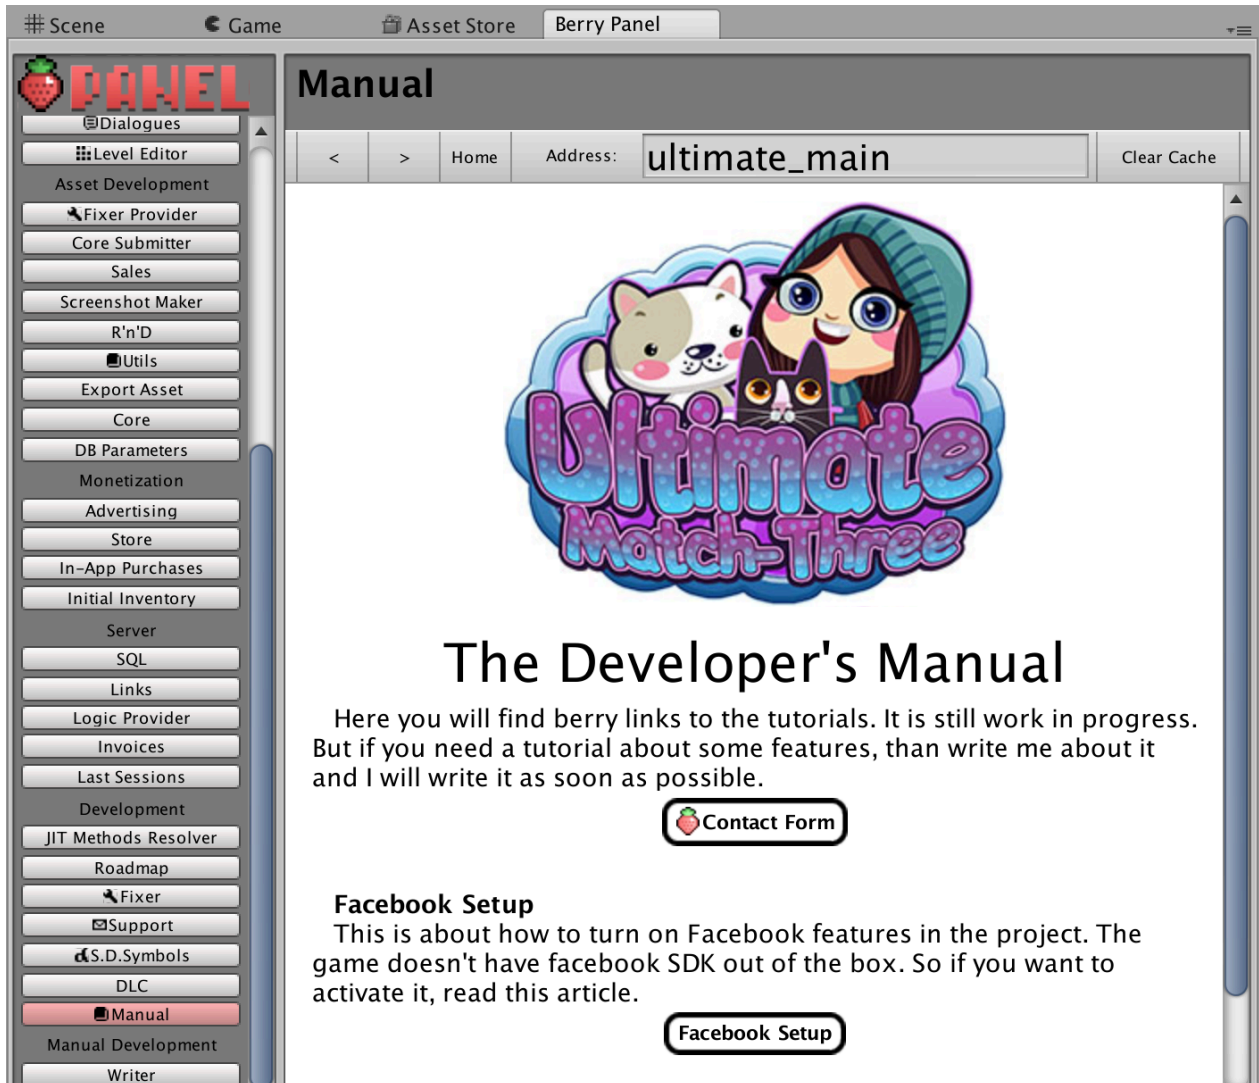 Scene
Game
Asset Store
Berry Panel
PANEL
Dialogues
Level Editor
Asset Development
Fixer Provider
Core Submitter
Sales
Screenshot Maker
R'n'D
Utils
Export Asset
Core
DB Parameters
Monetization
Advertising
Store
In-App Purchases
Initial Inventory
Server
SQL
Links
Logic Provider
Invoices
Last Sessions
Development
JIT Methods Resolver
Roadmap
Fixer
Support
S.D.Symbols
DLC
Manual
Manual Development
Writer
Manual
< > Home Address: ultimate_main Clear Cache
Ultimate
Match-Three
The Developer's Manual
Here you will find berry links to the tutorials. It is still work in progress.
But if you need a tutorial about some features, than write me about it
and I will write it as soon as possible.
Contact Form
Facebook Setup
This is about how to turn on Facebook features in the project. The
game doesn't have facebook SDK out of the box. So if you want to
activate it, read this article.
Facebook Setup